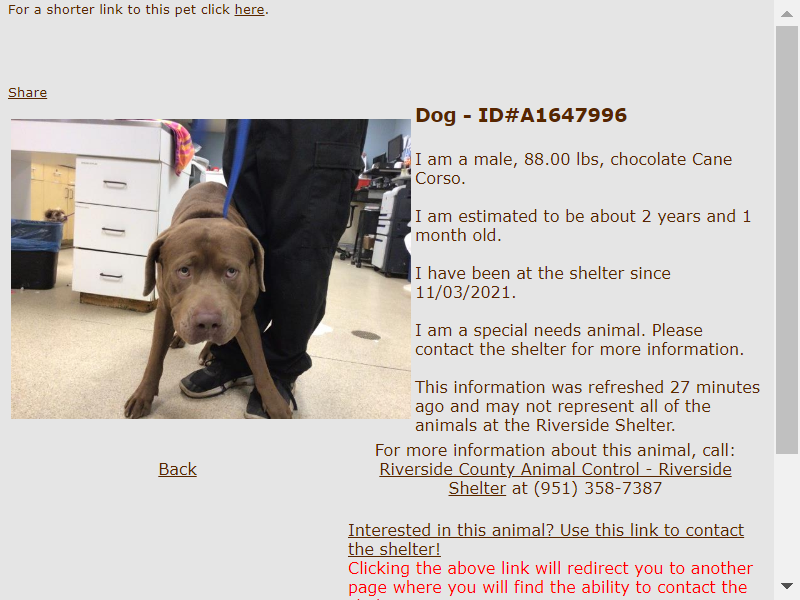 For a shorter link to this pet click here.
Share
Dog - ID#A1647996
I am a male, 88.00 lbs, chocolate Cane
Corso.
I am estimated to be about 2 years and 1
month old.
I have been at the shelter since
11/03/2021.
I am a special needs animal. Please
contact the shelter for more information.
This information was refreshed 27 minutes
ago and may not represent all of the
animals at the Riverside Shelter.
Back
For more information about this animal, call:
Riverside County Animal Control - Riverside
Shelter at (951) 358-7387
Interested in this animal? Use this link to contact
the shelter!
Clicking the above link will redirect you to another
page where you will find the ability to contact the